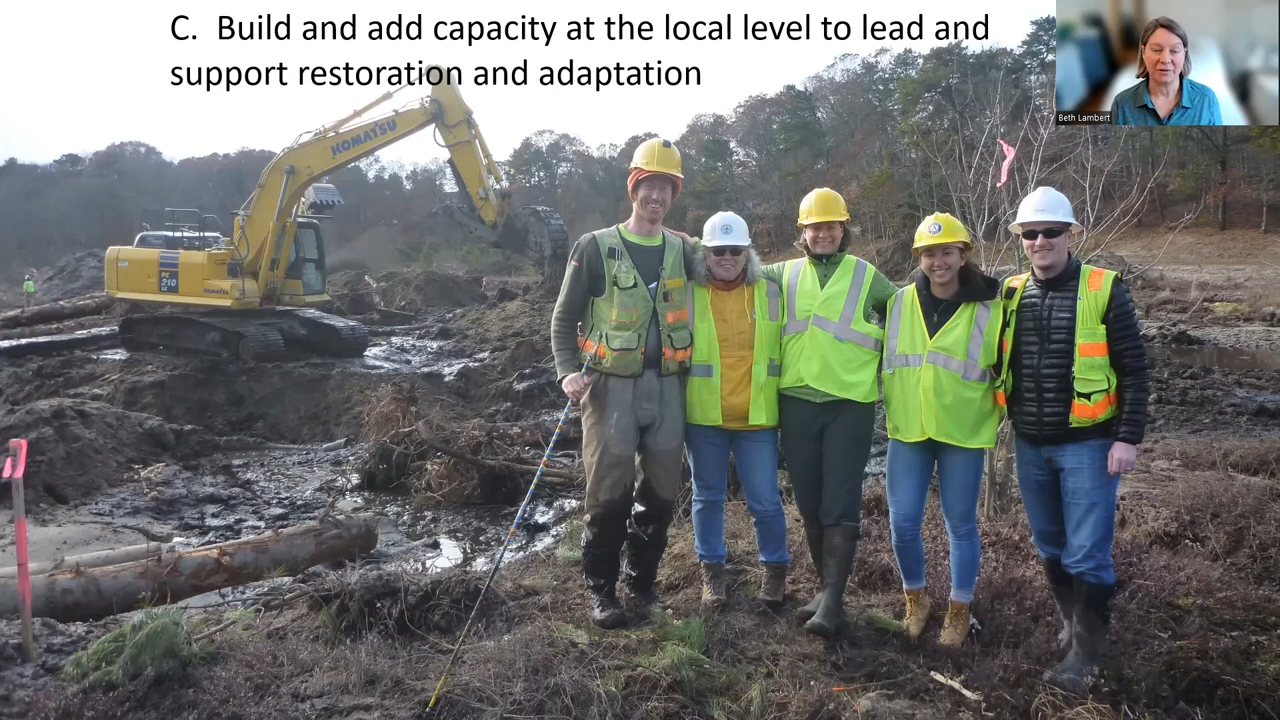 C. Build and add capacity at the local level to lead and
support restoration and adaptation
Beth Lambert
KOMATSU
PC
210
LC